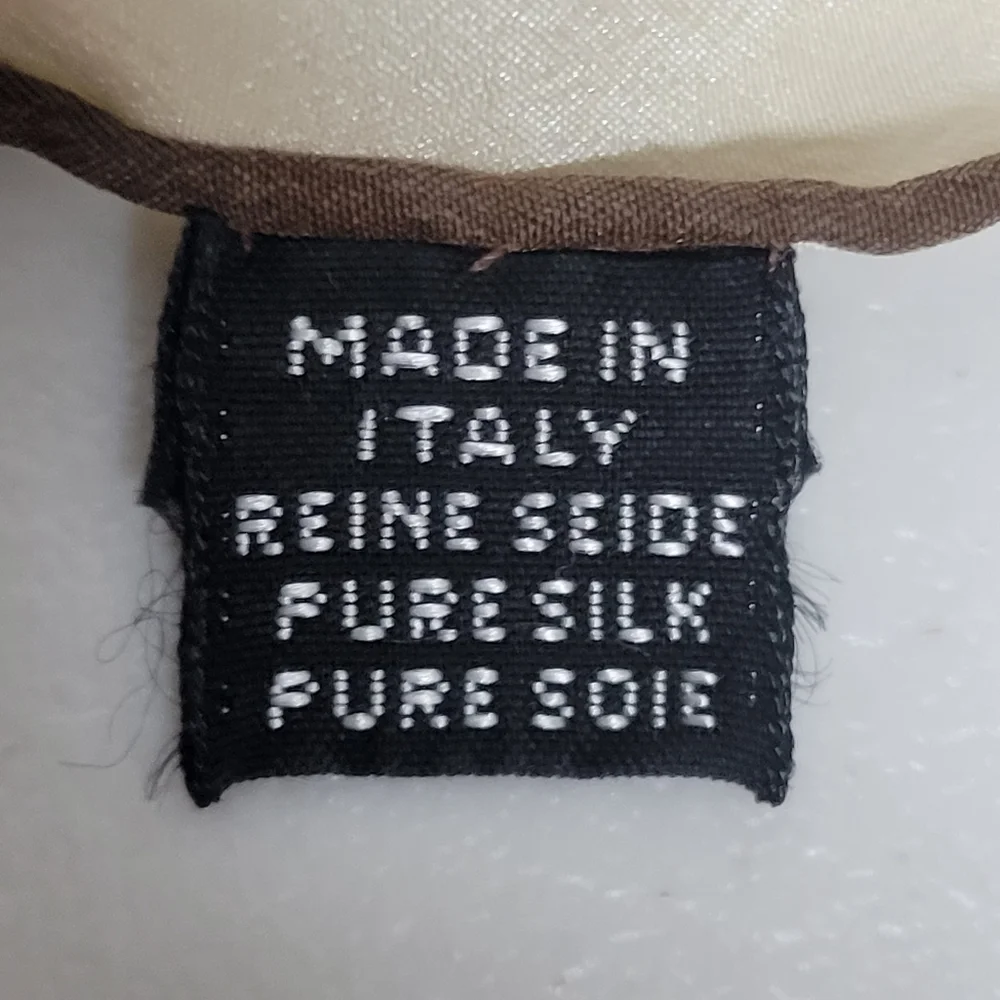 MADE IN
ITALY
REINE SEIDE
PURE SILK
PURE SOIE